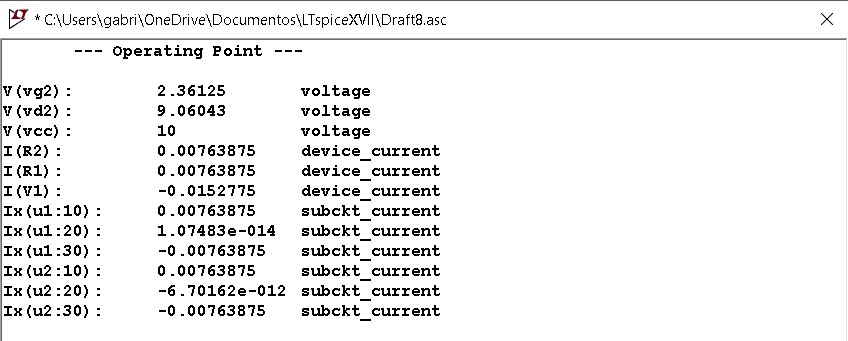 * C:\Users\gabri\OneDrive\Documentos\LTspiceXVII\Draft8.asc
--- Operating Point ---
V(vg2): 2.36125 voltage
V(vd2): 9.06043 voltage
V(vcc): 10 voltage
I(R2): 0.00763875 device_current
I(R1): 0.00763875 device_current
I(V1): -0.0152775 device_current
Ix(u1:10): 0.00763875 subckt_current
Ix(u1:20): 1.07483e-014 subckt_current
Ix(u1:30): -0.00763875 subckt_current
Ix(u2:10): 0.00763875 subckt_current
Ix(u2:20): -6.70162e-012 subckt_current
Ix(u2:30): -0.00763875 subckt_current